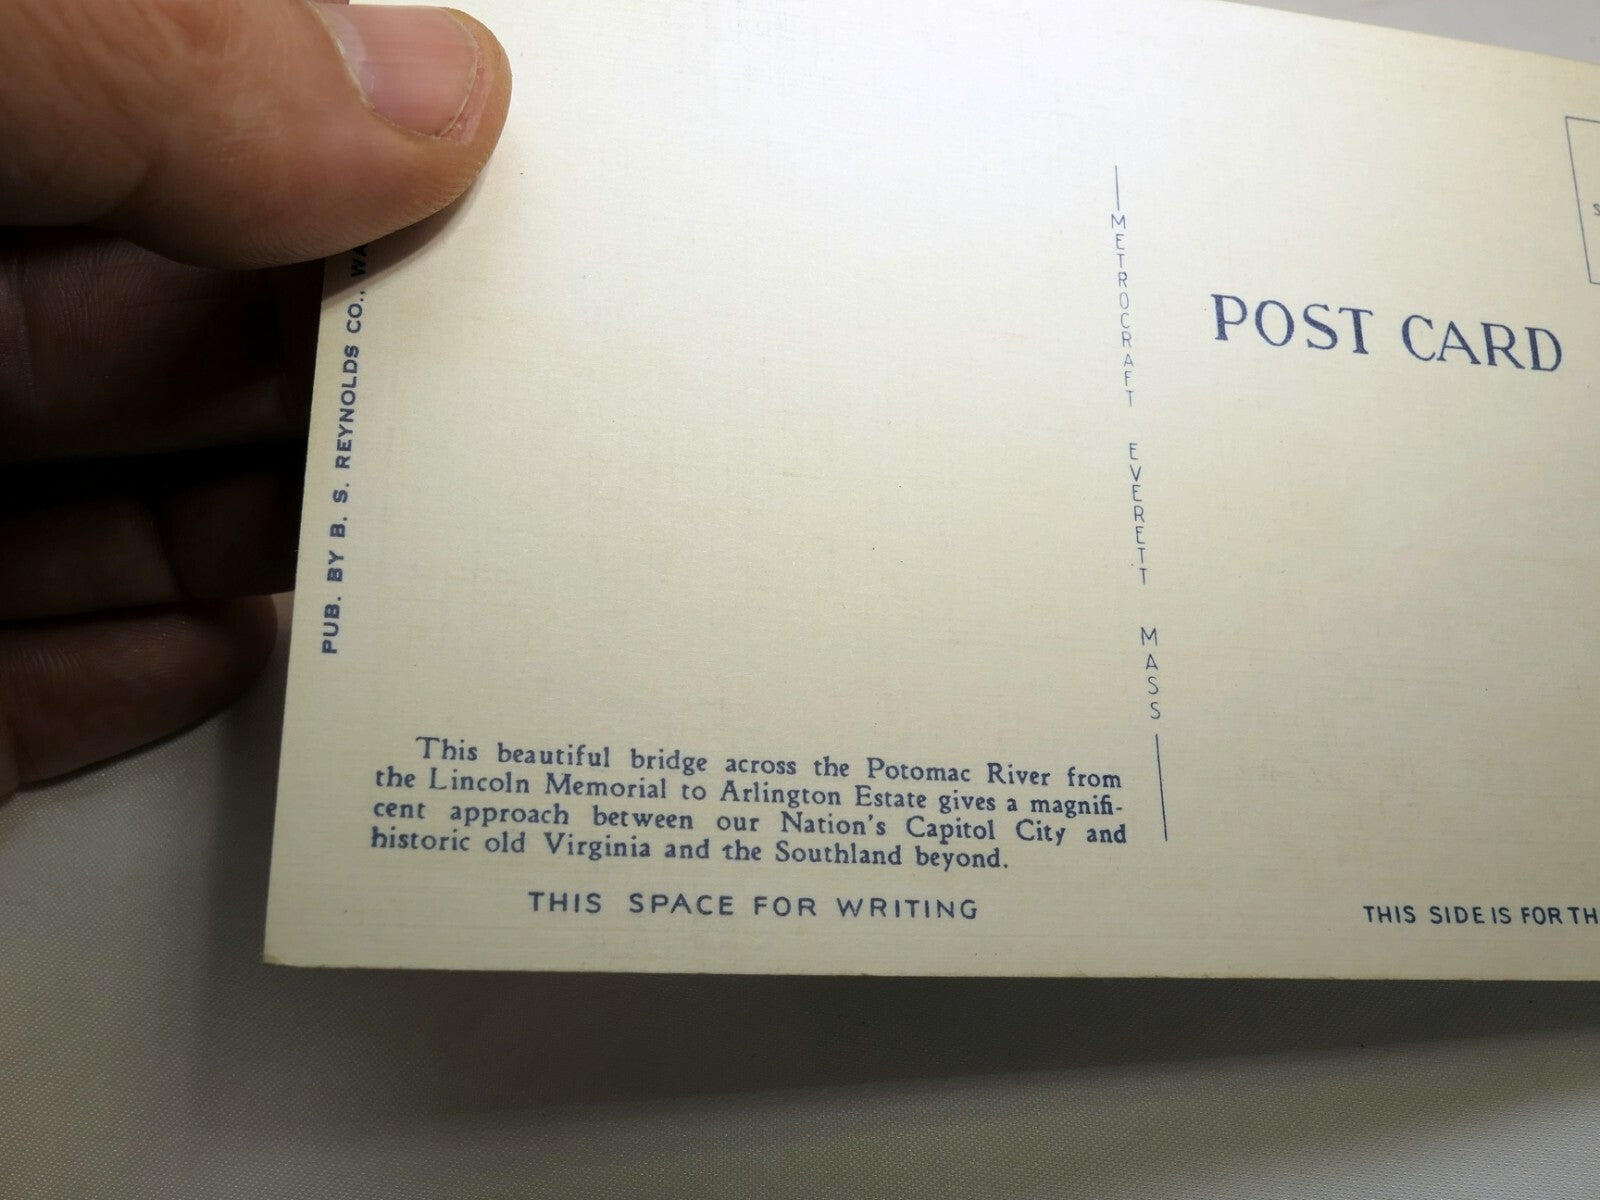 PUB. BY B. S. REYNOLDS CO.,
METROCRAFT EVERETT MASS
POST CARD
This beautiful bridge across the Potomac River from
the Lincoln Memorial to Arlington Estate gives a magnifi-
cent approach between our Nation's Capitol City and
historic old Virginia and the Southland beyond.
THIS SPACE FOR WRITING
THIS SIDE IS FOR